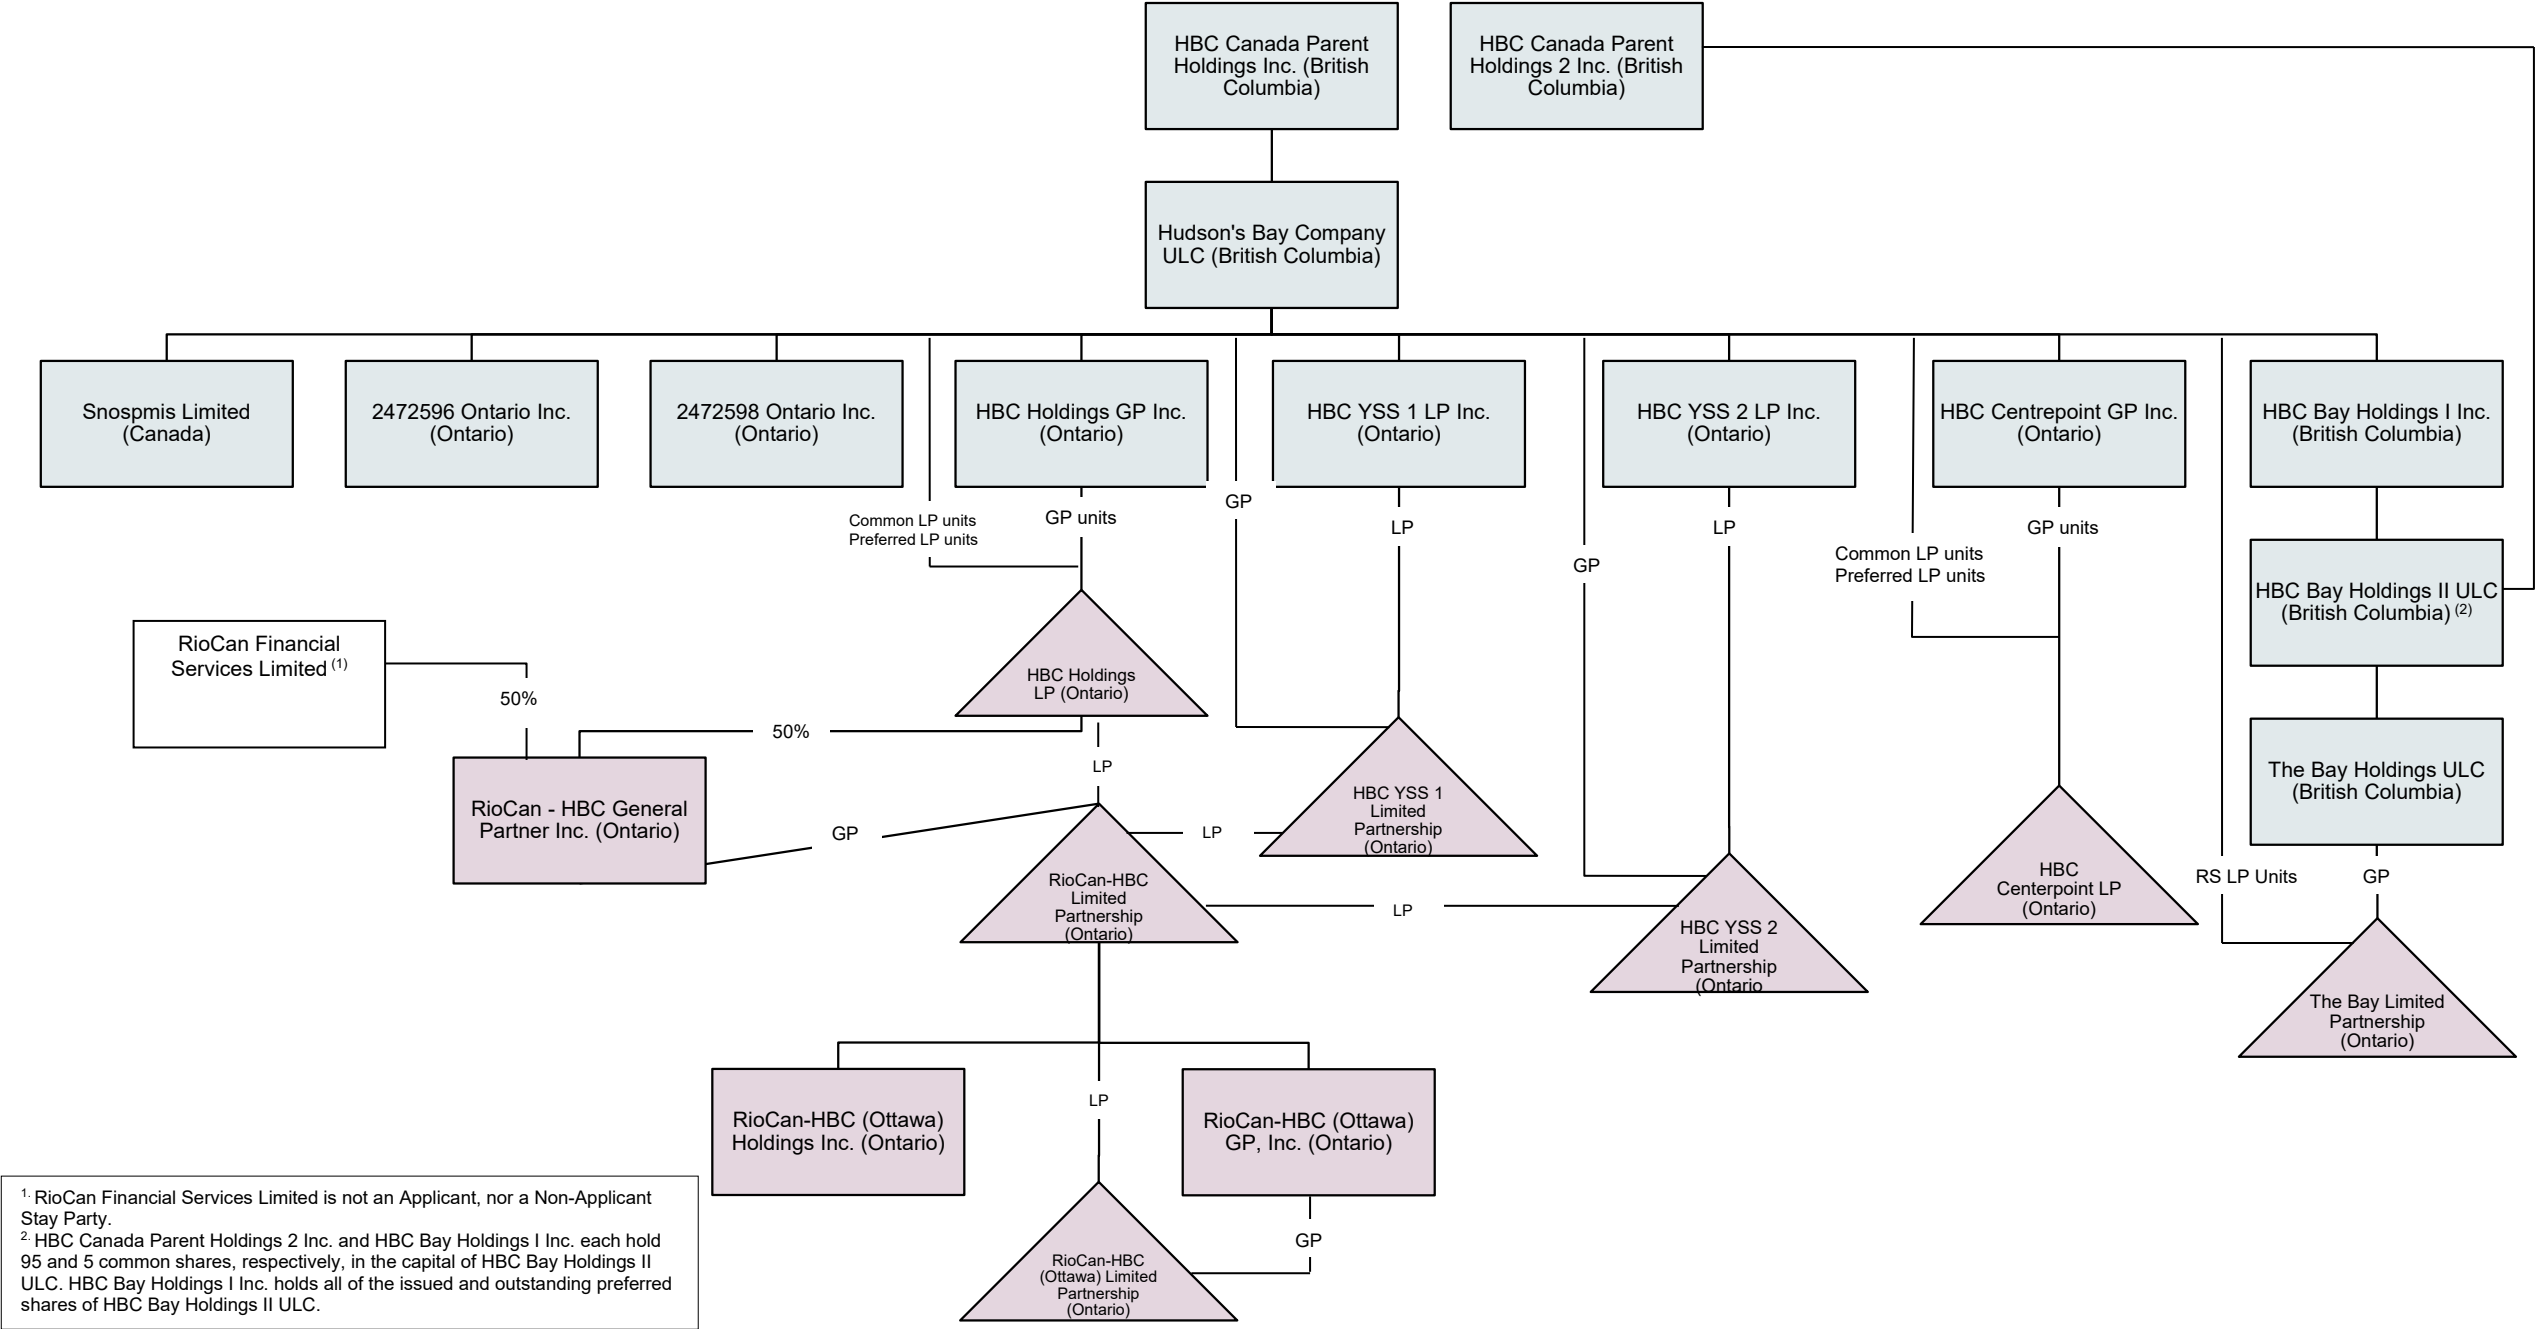 HBC Canada Parent
Holdings Inc. (British
Columbia)
HBC Canada Parent
Holdings 2 Inc. (British
Columbia)
Hudson's Bay Company
ULC (British Columbia)
Snospmis Limited
(Canada)
2472596 Ontario Inc.
(Ontario)
2472598 Ontario Inc.
(Ontario)
HBC Holdings GP Inc.
(Ontario)
HBC YSS 1 LP Inc.
(Ontario)
HBC YSS 2 LP Inc.
(Ontario)
HBC Centrepoint GP Inc.
(Ontario)
HBC Bay Holdings I Inc.
(British Columbia)
Common LP units
Preferred LP units
GP units
GP
LP
GP
LP
Common LP units
Preferred LP units
GP units
HBC Bay Holdings II ULC
(British Columbia) (2)
RioCan Financial
Services Limited (1)
50%
HBC Holdings
LP (Ontario)
50%
LP
RioCan - HBC General
Partner Inc. (Ontario)
GP
HBC YSS 1
Limited
Partnership
(Ontario)
LP
The Bay Holdings ULC
(British Columbia)
RioCan-HBC
Limited
Partnership
(Ontario)
LP
HBC YSS 2
Limited
Partnership
(Ontario
HBC
Centerpoint LP
(Ontario)
RS LP Units
GP
The Bay Limited
Partnership
(Ontario)
RioCan-HBC (Ottawa)
Holdings Inc. (Ontario)
LP
RioCan-HBC (Ottawa)
GP, Inc. (Ontario)
GP
RioCan-HBC
(Ottawa) Limited
Partnership
(Ontario)
1. RioCan Financial Services Limited is not an Applicant, nor a Non-Applicant
Stay Party.
2. HBC Canada Parent Holdings 2 Inc. and HBC Bay Holdings I Inc. each hold
95 and 5 common shares, respectively, in the capital of HBC Bay Holdings II
ULC. HBC Bay Holdings I Inc. holds all of the issued and outstanding preferred
shares of HBC Bay Holdings II ULC.